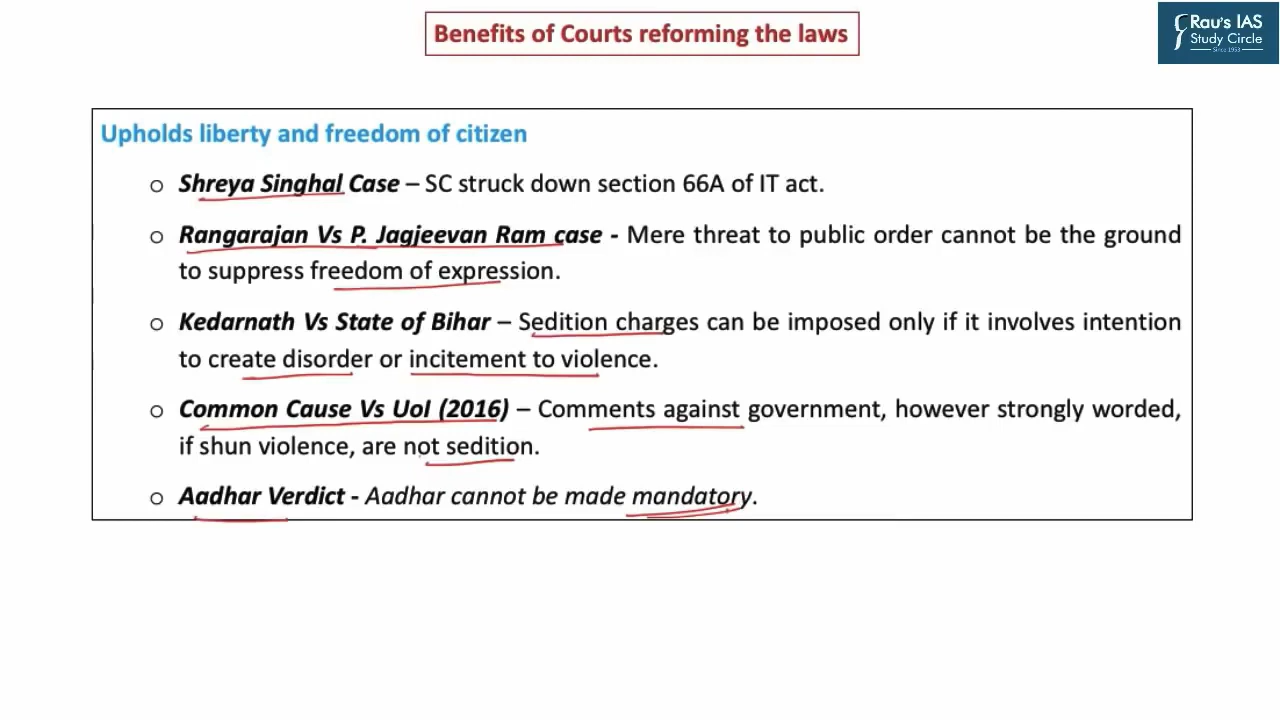 Benefits of Courts reforming the laws
Rau's IAS
Study Circle
Since 1953
Upholds liberty and freedom of citizen
o Shreya Singhal Case – SC struck down section 66A of IT act.
o Rangarajan Vs P. Jagjeevan Ram case - Mere threat to public order cannot be the ground
to suppress freedom of expression.
o Kedarnath Vs State of Bihar – Sedition charges can be imposed only if it involves intention
to create disorder or incitement to violence.
o Common Cause Vs UoI (2016) – Comments against government, however strongly worded,
if shun violence, are not sedition.
o Aadhar Verdict - Aadhar cannot be made mandatory.